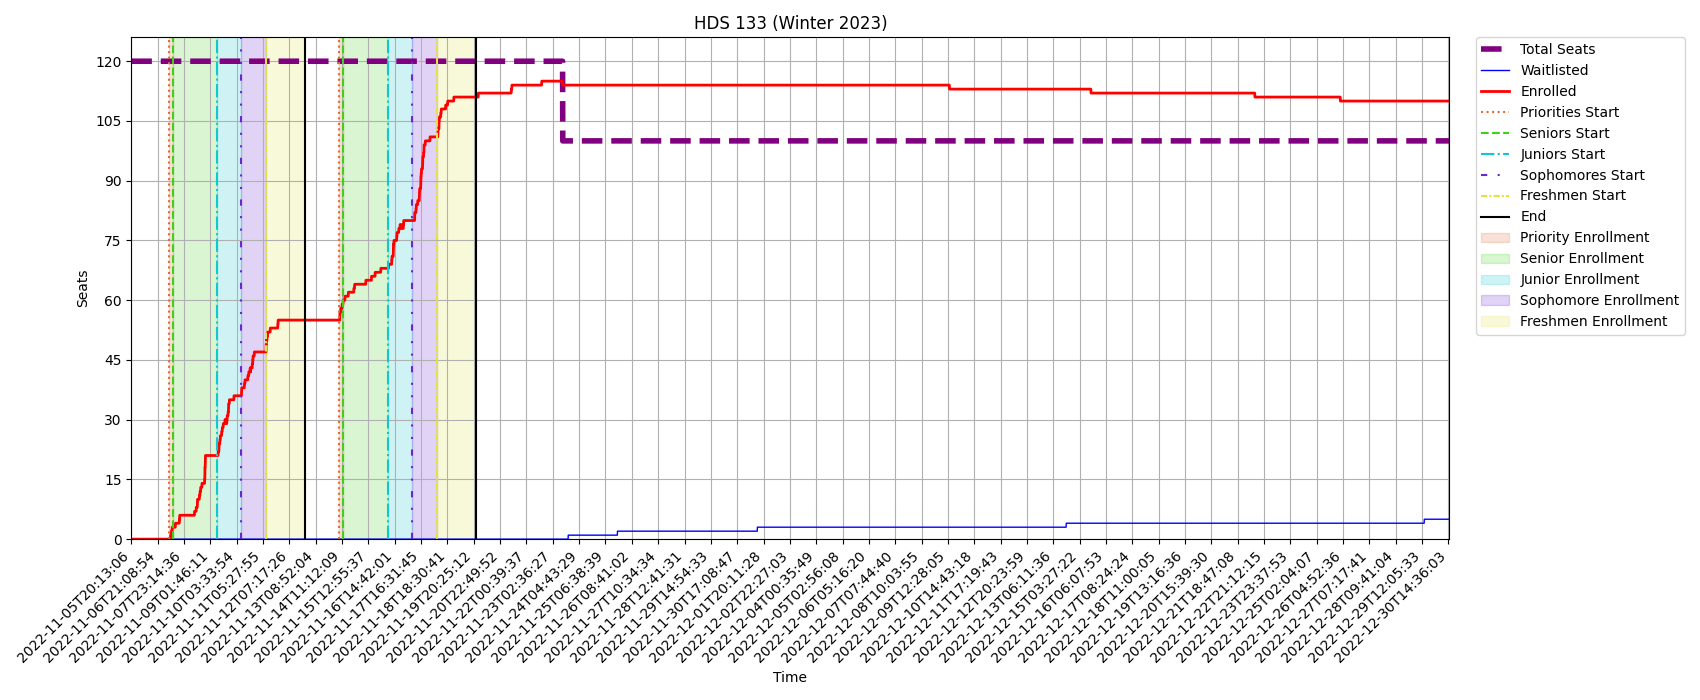 HDS 133 (Winter 2023)
Seats
120
105
90
75
60
45
30
15
0
2022-11-05T20:13:06
2022-11-06T21:08:54
2022-11-07T23:14:36
2022-11-09T01:46:11
2022-11-10T03:33:54
2022-11-11T05:27:55
2022-11-12T07:17:26
2022-11-13T08:52:04
2022-11-14T11:12:09
2022-11-15T12:55:37
2022-11-16T14:42:01
2022-11-17T16:31:45
2022-11-18T18:30:41
2022-11-19T20:25:12
2022-11-20T22:49:52
2022-11-22T00:39:37
2022-11-23T02:36:27
2022-11-24T04:43:29
2022-11-25T06:38:39
2022-11-26T08:41:02
2022-11-27T10:34:34
2022-11-28T12:41:31
2022-11-29T14:54:33
2022-11-30T17:08:47
2022-12-01T20:11:28
2022-12-02T22:27:03
2022-12-04T00:35:49
2022-12-05T02:56:08
2022-12-06T05:16:20
2022-12-07T07:44:40
2022-12-08T10:03:55
2022-12-09T12:28:05
2022-12-10T14:43:18
2022-12-11T17:19:43
2022-12-12T20:23:59
2022-12-13T06:11:36
2022-12-15T03:27:22
2022-12-16T06:07:53
2022-12-17T08:24:24
2022-12-18T11:00:05
2022-12-19T13:16:36
2022-12-20T15:39:30
2022-12-21T18:47:08
2022-12-22T21:12:15
2022-12-23T23:37:53
2022-12-25T02:04:07
2022-12-26T04:52:36
2022-12-27T07:17:41
2022-12-28T09:41:04
2022-12-29T12:05:33
2022-12-30T14:36:03
Time
Total Seats
Waitlisted
Enrolled
Priorities Start
Seniors Start
Juniors Start
Sophomores Start
Freshmen Start
End
Priority Enrollment
Senior Enrollment
Junior Enrollment
Sophomore Enrollment
Freshmen Enrollment